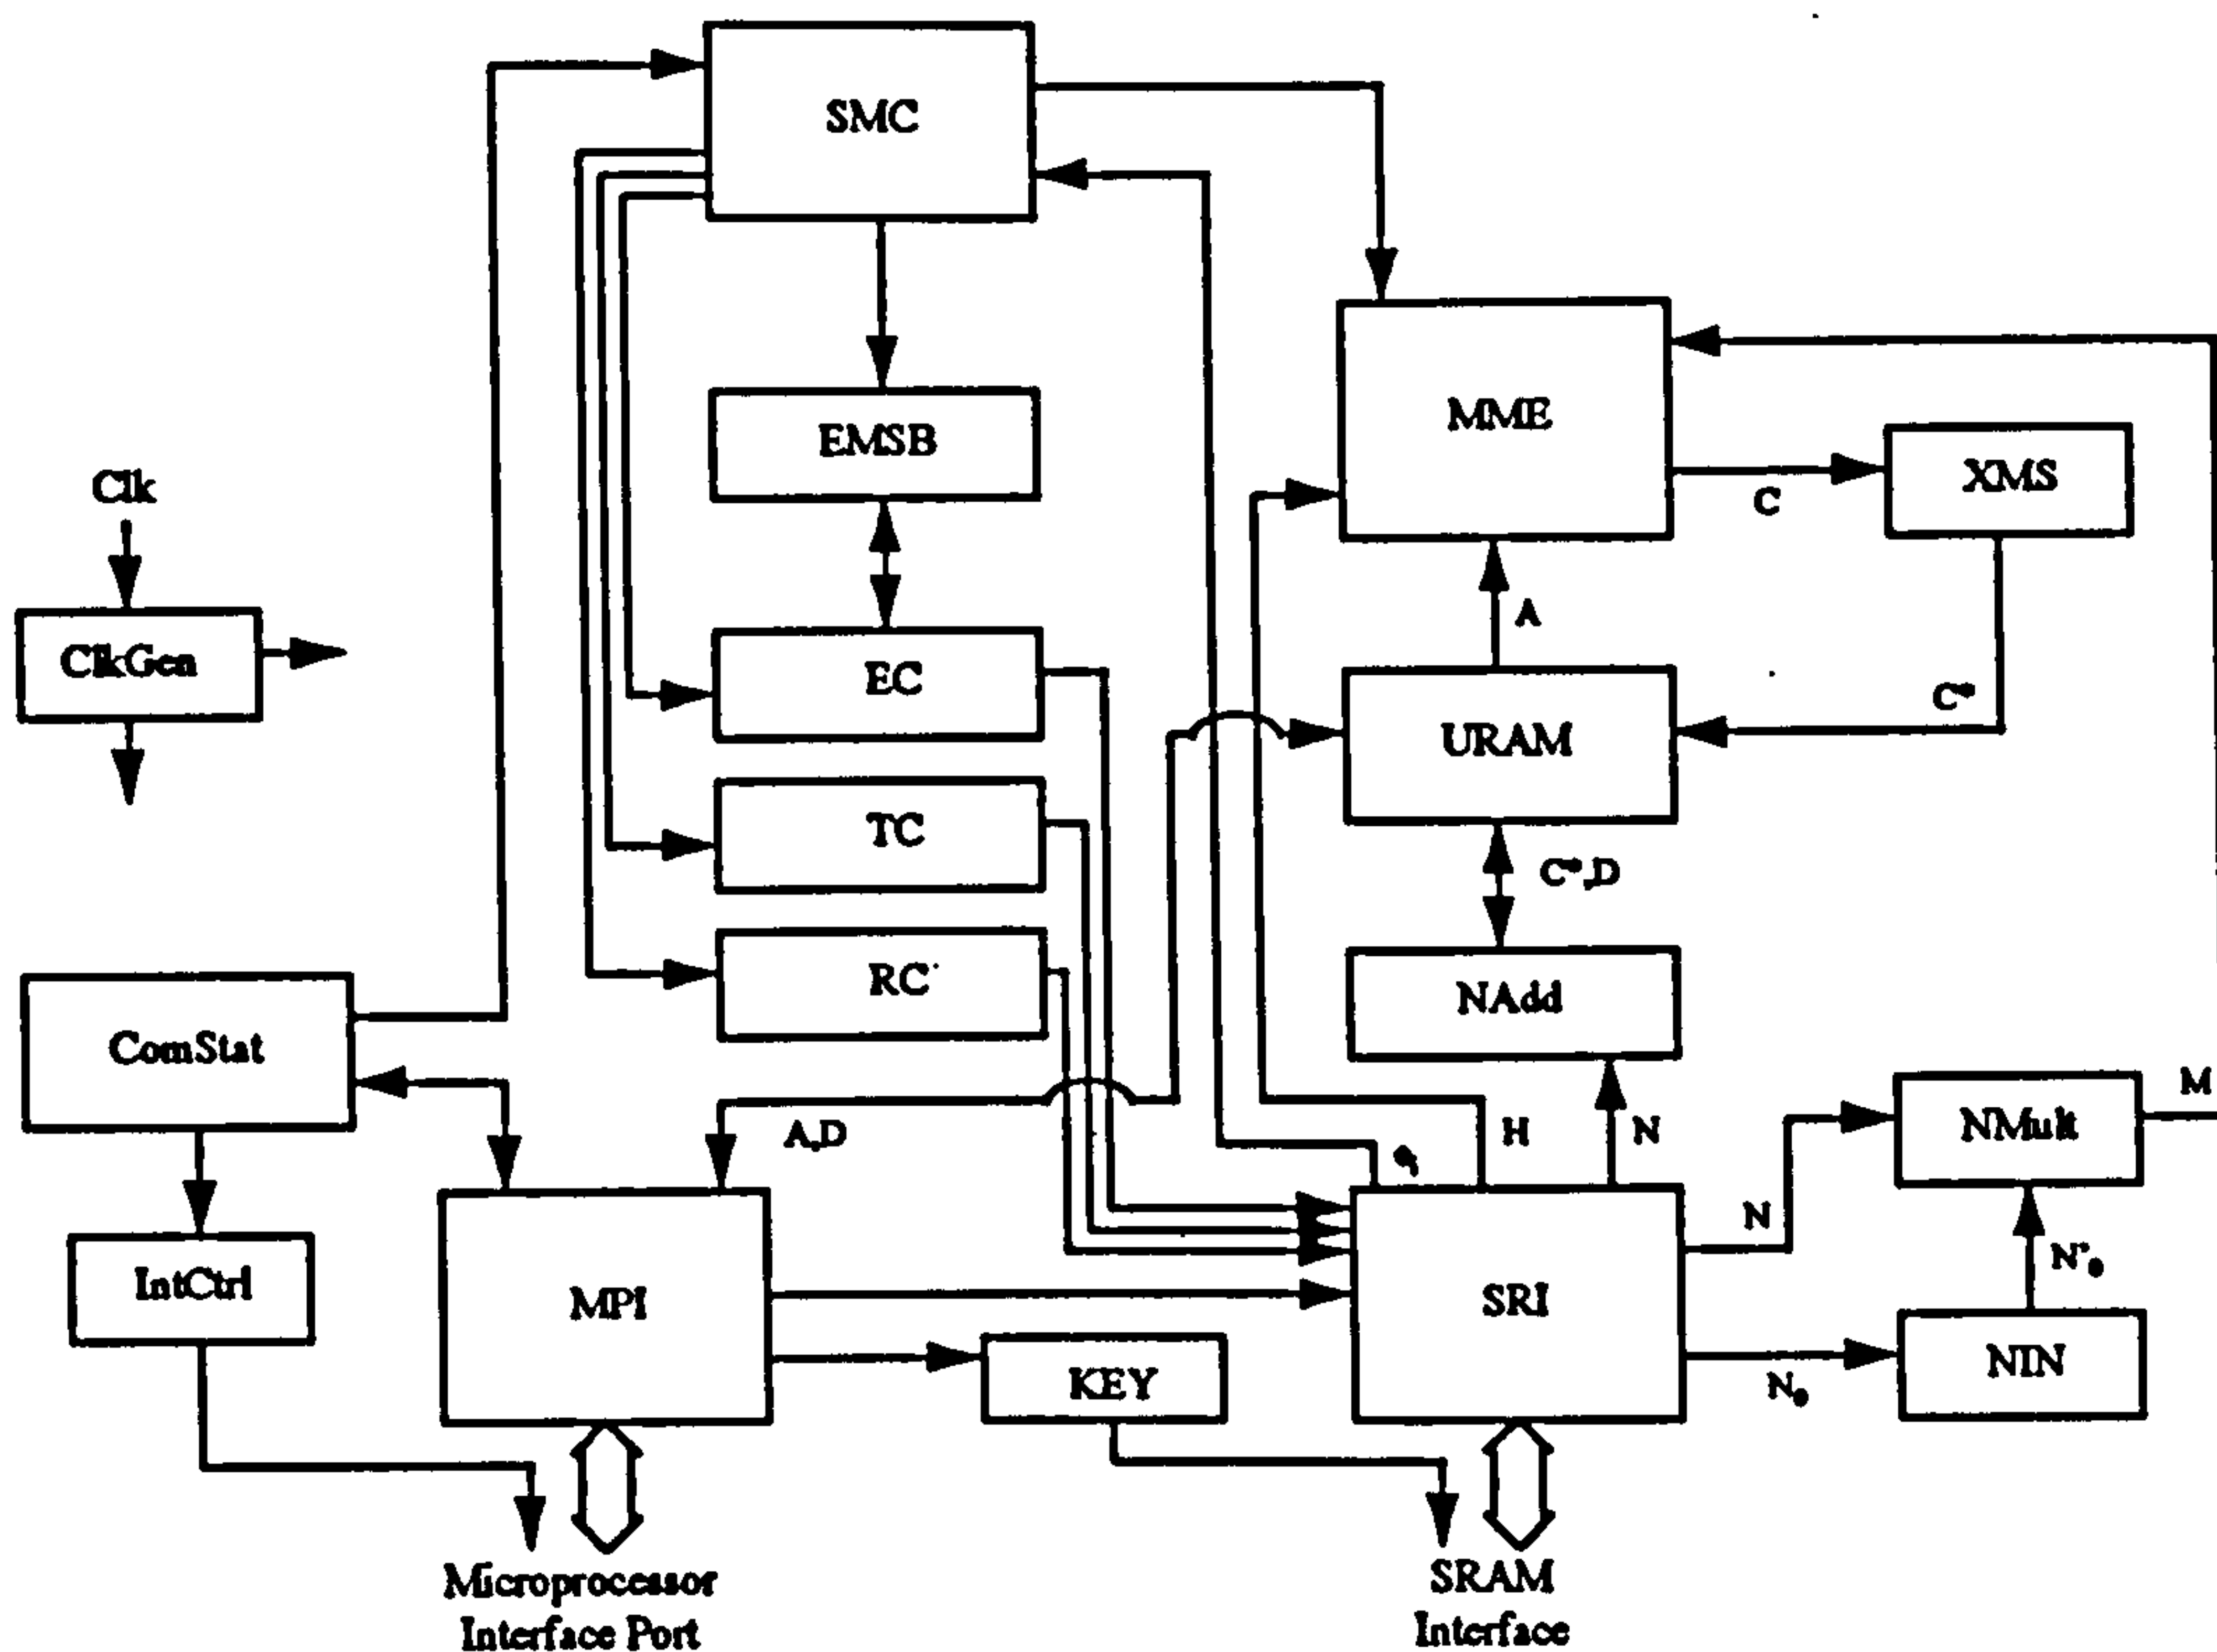 SMC
MME
EMSB
XMS
C
Clk
ClkGen
A
EC
URAM
C*
TC
C*,D
RC
NAdd
ComStat
A,D
H
N
NMult
M
N
IntCtrl
MPI
SRI
N₀
KEY
NIN
Microprocessor
Interface Port
SRAM
Interface